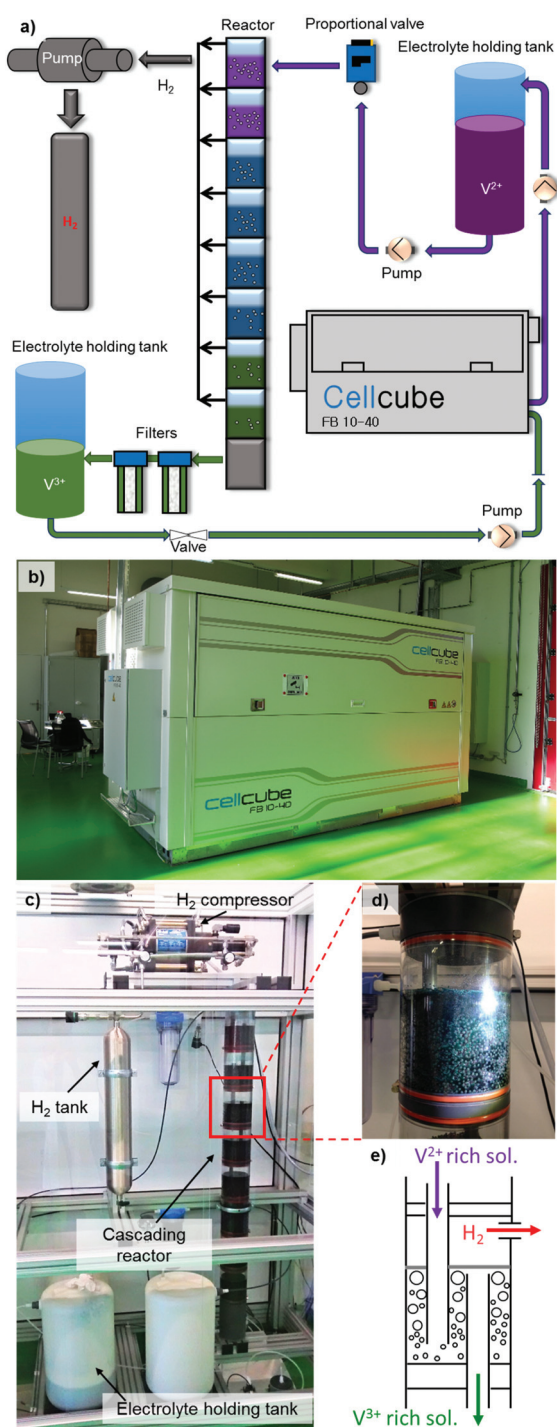 a)
Reactor
Proportional valve
Electrolyte holding tank
Pump
H₂
H₂
V²⁺
Pump
Electrolyte holding tank
Cellcube
FB 10-40
Filters
V³⁺
Valve
Pump
b)
cellcube
FB 10-40
cellcube
cellcube
FB 10-40
c)
H₂ compressor
d)
H₂ tank
Cascading
reactor
Electrolyte holding tank
e)
V²⁺ rich sol.
H₂
V³⁺ rich sol.